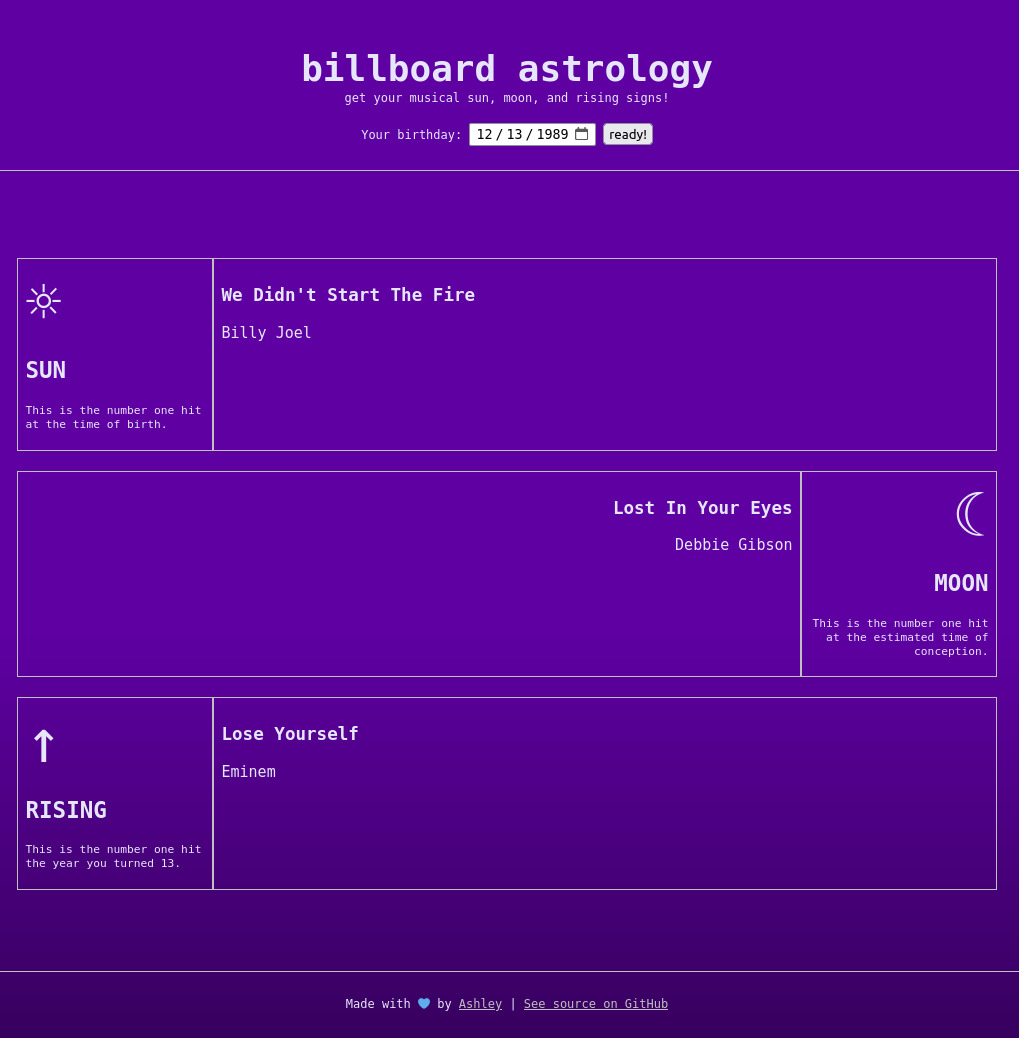 billboard astrology
get your musical sun, moon, and rising signs!
Your birthday: 12/13/1989 ready!
We Didn't Start The Fire
Billy Joel
SUN
This is the number one hit
at the time of birth.
Lost In Your Eyes
Debbie Gibson
MOON
This is the number one hit
at the estimated time of
conception.
Lose Yourself
Eminem
RISING
This is the number one hit
the year you turned 13.
Made with 💙 by Ashley | See source on GitHub